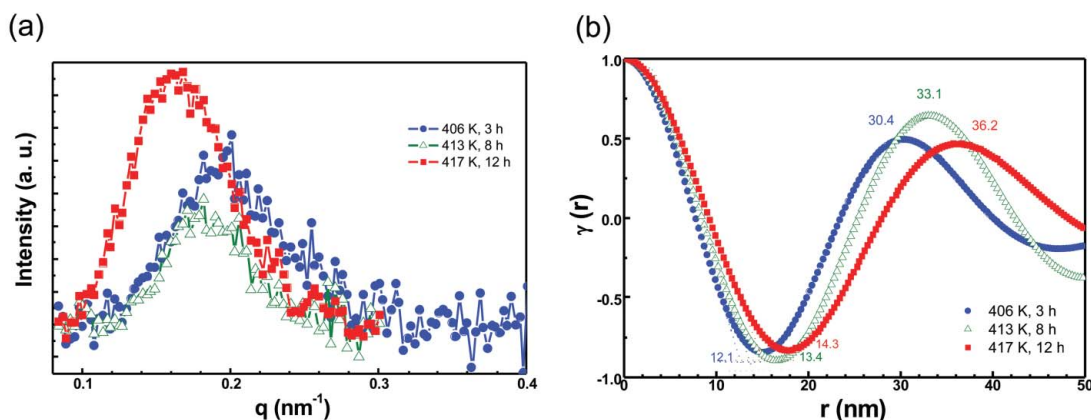 (a)
Intensity (a. u.)
406 K, 3 h
413 K, 8 h
417 K, 12 h
0.1 0.2 0.3 0.4
q (nm-1)
(b)
γ (r)
1.0
0.5
0.0
-0.5
-1.0
33.1
30.4 36.2
12.1 13.4 14.3
406 K, 3 h
413 K, 8 h
417 K, 12 h
0 10 20 30 40 50
r (nm)